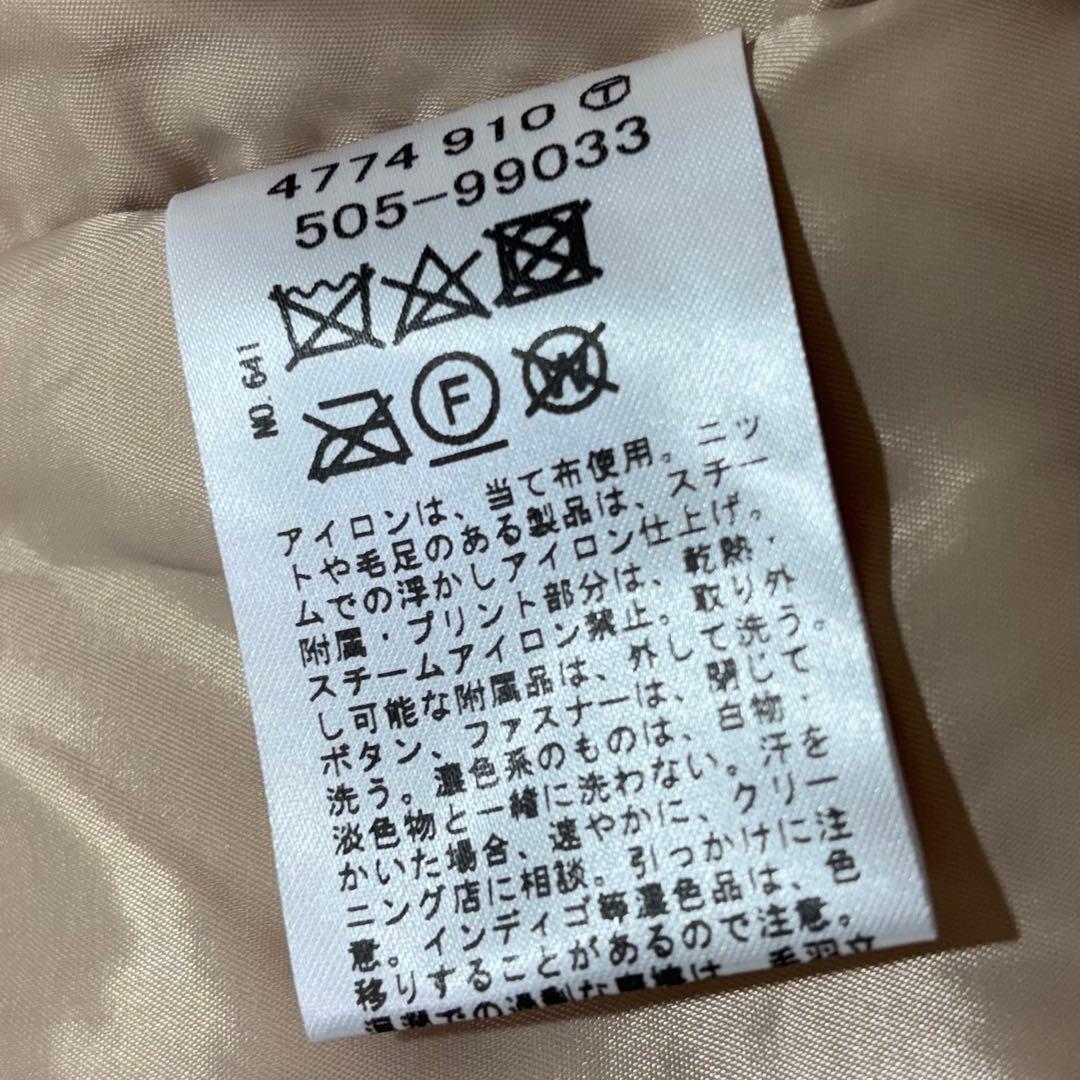 4774 910 Ⓣ
505-99033
NO. 641
F
W
アイロンは、当て布使用。ニッ
トや毛足のある製品は、スチー
ムでの浮かしアイロン仕上げ。
附属・プリント部分は、乾熱・
スチームアイロン禁止。取り外
し可能な附属品は、外して洗う。
ボタン、ファスナーは、閉じて
洗う。濃色系のものは、白物・
淡色物と一緒に洗わない。汗を
かいた場合、速やかに、クリー
ニング店に相談。引っかけに注
意。インディゴ等濃色品は、色
移りすることがあるので注意。